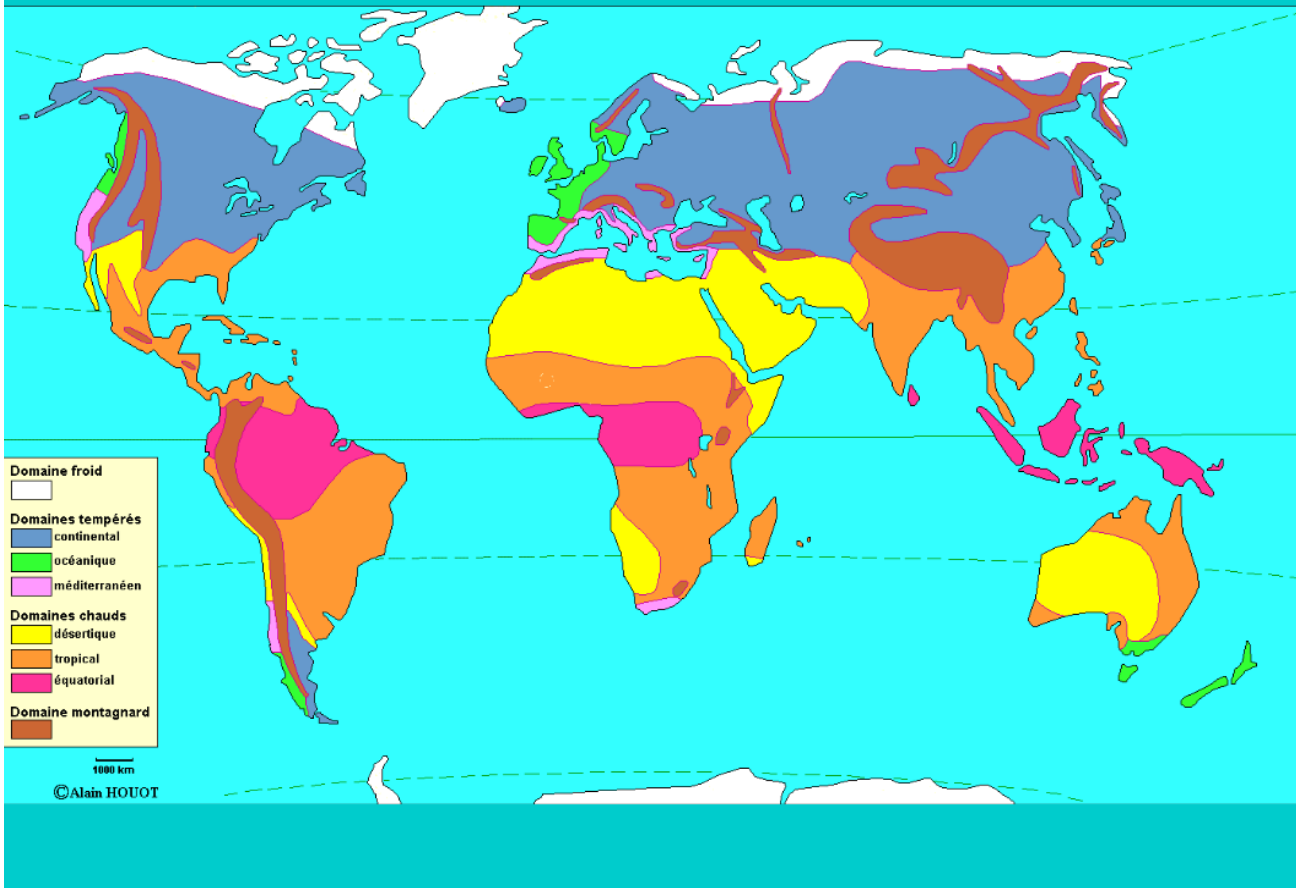 Domaine froid
Domaines tempérés
continental
océanique
méditerranéen
Domaines chauds
désertique
tropical
équatorial
Domaine montagnard
1000 km
©Alain HOUOT